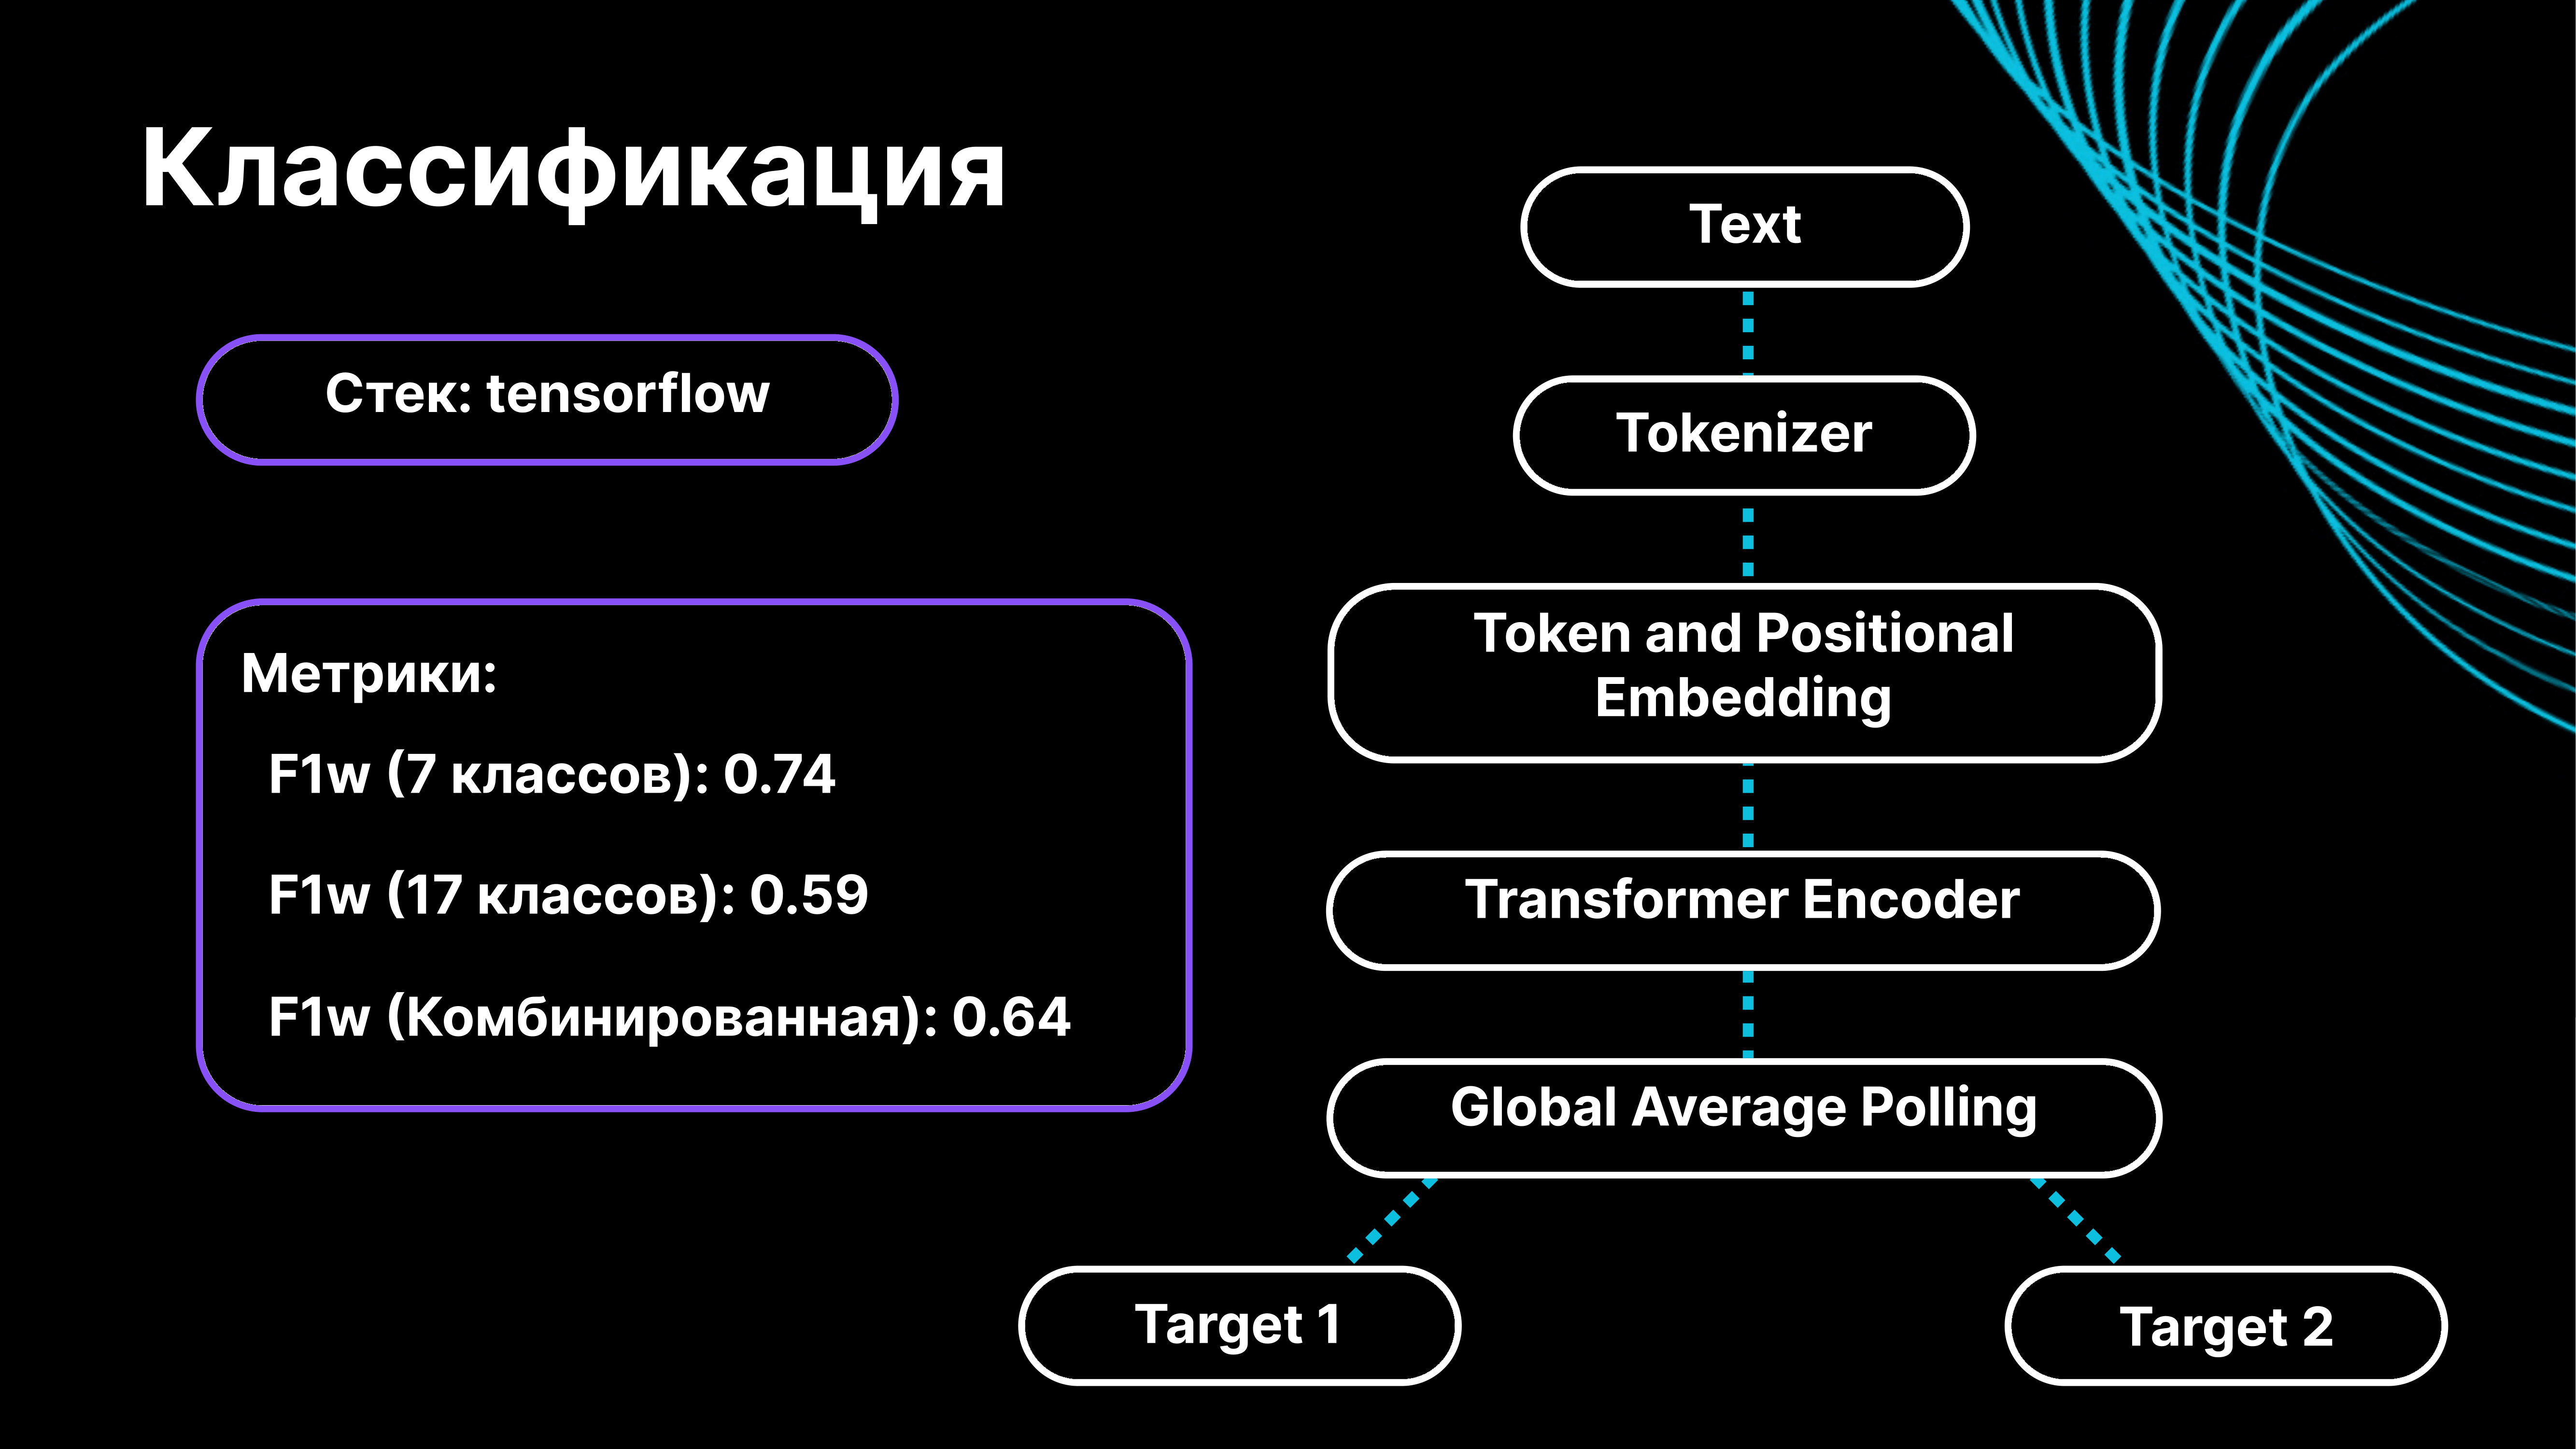 Классификация
Стек: tensorflow
Метрики:
F1w (7 классов): 0.74
F1w (17 классов): 0.59
F1w (Комбинированная): 0.64
Text
Tokenizer
Token and Positional
Embedding
Transformer Encoder
Global Average Polling
Target 1
Target 2